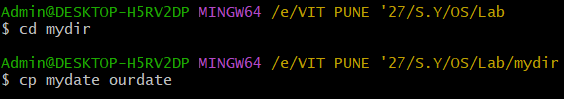 Admin@DESKTOP-H5RV2DP MINGW64 /e/VIT PUNE '27/S.Y/OS/Lab
$ cd mydir
Admin@DESKTOP-H5RV2DP MINGW64 /e/VIT PUNE '27/S.Y/OS/Lab/mydir
$ cp mydate ourdate